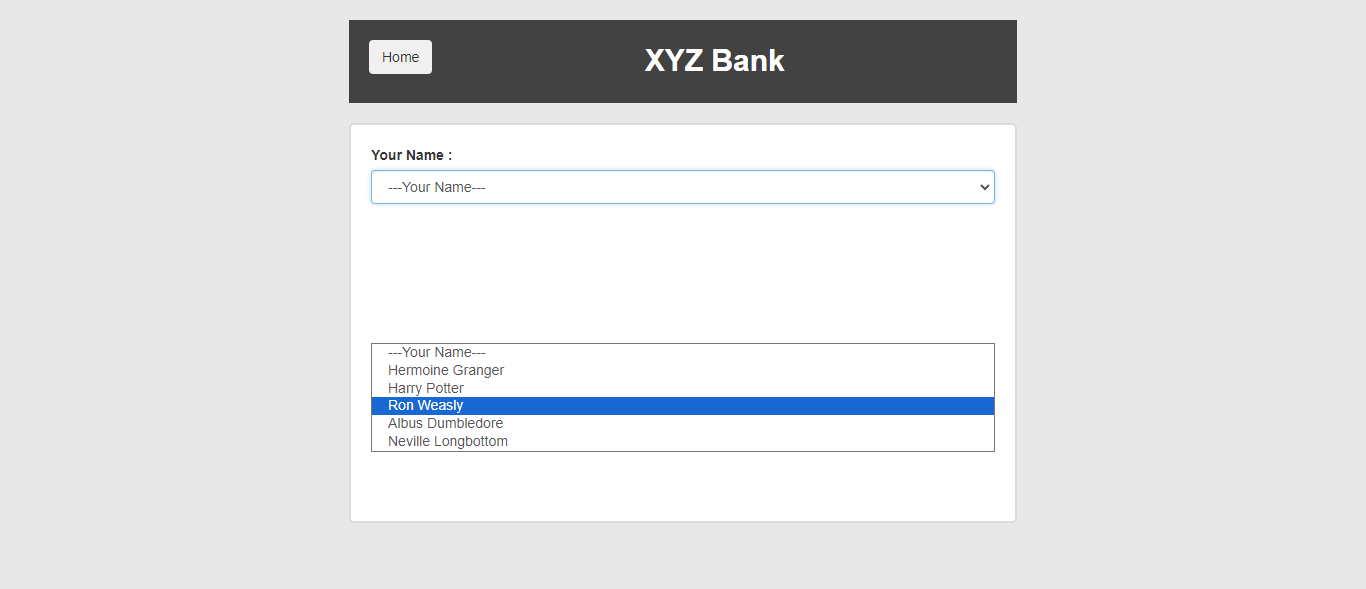 Home
XYZ Bank
Your Name :
---Your Name---
---Your Name---
Hermoine Granger
Harry Potter
Ron Weasly
Albus Dumbledore
Neville Longbottom